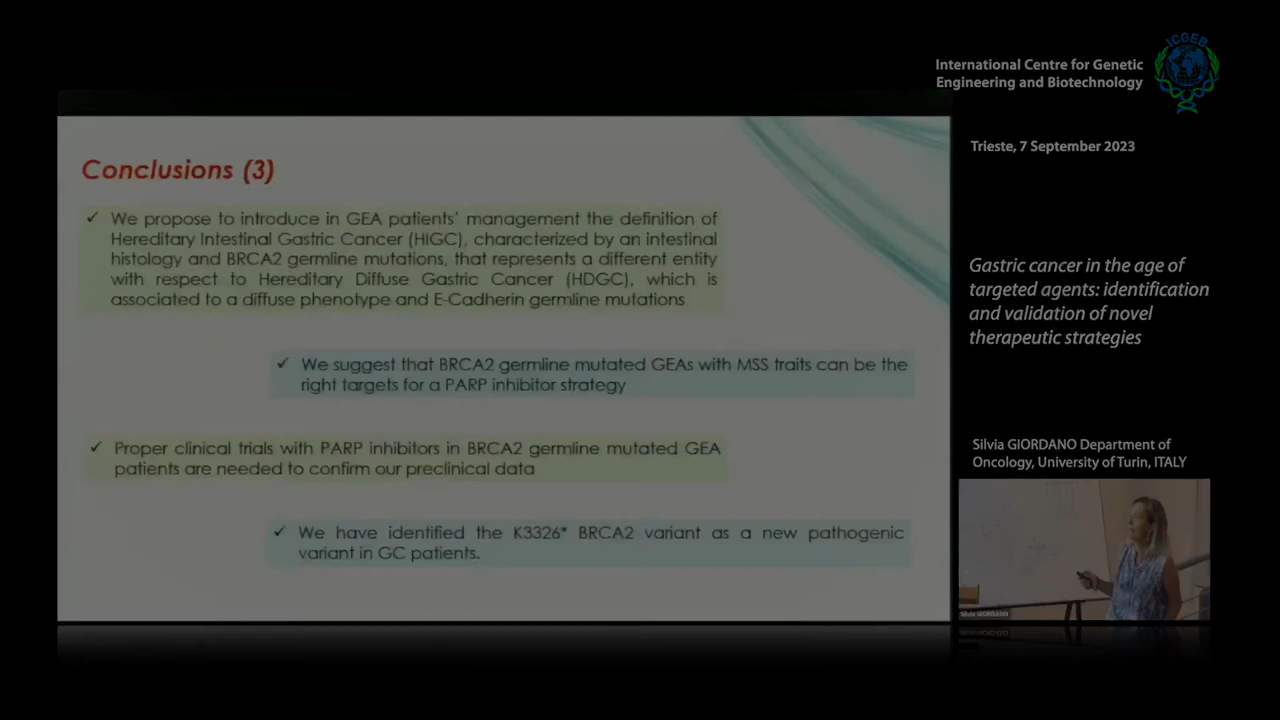 ICGEB
International Centre for Genetic
Engineering and Biotechnology
Trieste, 7 September 2023
Conclusions (3)
✓ We propose to introduce in GEA patients' management the definition of
Hereditary Intestinal Gastric Cancer (HIGC), characterized by an intestinal
histology and BRCA2 germline mutations, that represents a different entity
with respect to Hereditary Diffuse Gastric Cancer (HDGC), which is
associated to a diffuse phenotype and E-Cadherin germline mutations
✓ We suggest that BRCA2 germline mutated GEAs with MSS traits can be the
right targets for a PARP inhibitor strategy
✓ Proper clinical trials with PARP inhibitors in BRCA2 germline mutated GEA
patients are needed to confirm our preclinical data
✓ We have identified the K3326* BRCA2 variant as a new pathogenic
variant in GC patients.
Gastric cancer in the age of
targeted agents: identification
and validation of novel
therapeutic strategies
Silvia GIORDANO Department of
Oncology, University of Turin, ITALY
Silvia GIORDANO